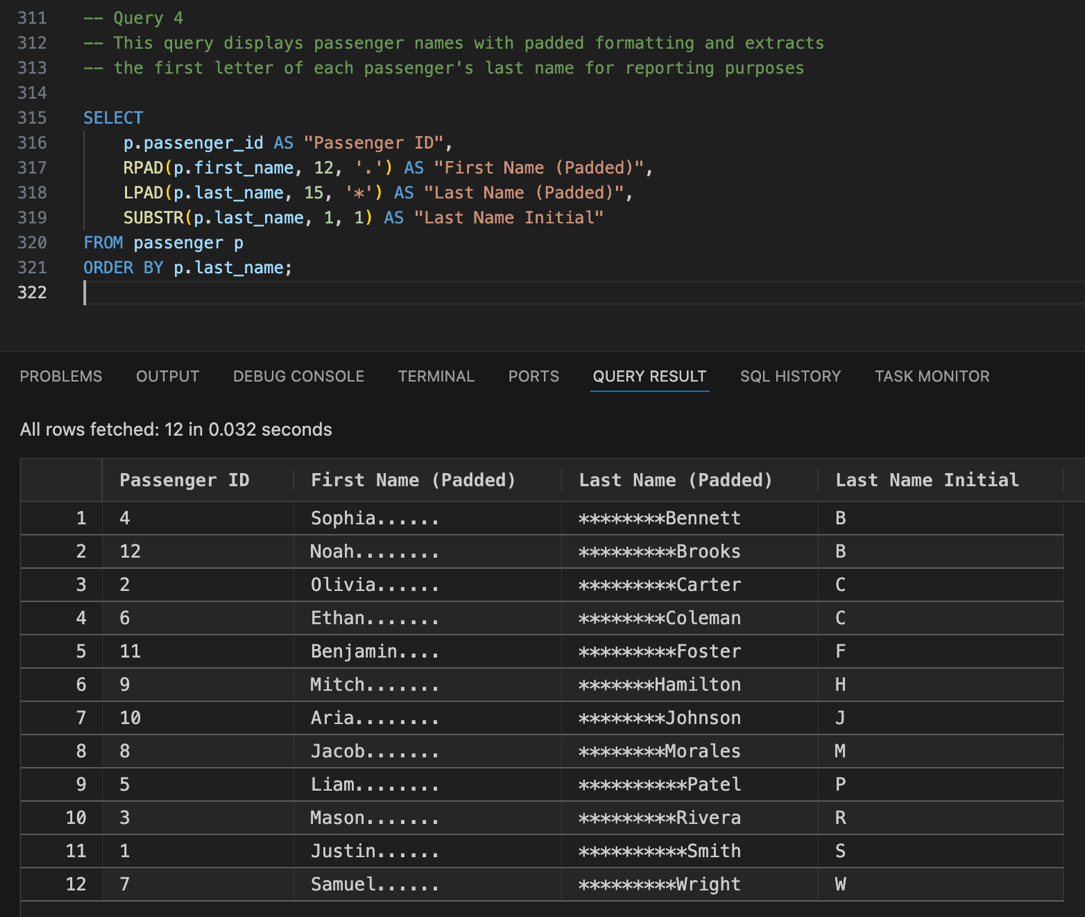 311 -- Query 4
312 -- This query displays passenger names with padded formatting and extracts
313 -- the first letter of each passenger's last name for reporting purposes
314
315 SELECT
316 p.passenger_id AS "Passenger ID",
317 RPAD(p.first_name, 12, '.') AS "First Name (Padded)",
318 LPAD(p.last_name, 15, '*') AS "Last Name (Padded)",
319 SUBSTR(p.last_name, 1, 1) AS "Last Name Initial"
320 FROM passenger p
321 ORDER BY p.last_name;
322
PROBLEMS OUTPUT DEBUG CONSOLE TERMINAL PORTS QUERY RESULT SQL HISTORY TASK MONITOR
All rows fetched: 12 in 0.032 seconds
Passenger ID First Name (Padded) Last Name (Padded) Last Name Initial
1 4 Sophia...... ********Bennett B
2 12 Noah........ *********Brooks B
3 2 Olivia...... *********Carter C
4 6 Ethan....... ********Coleman C
5 11 Benjamin.... *********Foster F
6 9 Mitch....... *******Hamilton H
7 10 Aria........ ********Johnson J
8 8 Jacob....... ********Morales M
9 5 Liam........ **********Patel P
10 3 Mason....... *********Rivera R
11 1 Justin...... **********Smith S
12 7 Samuel...... *********Wright W